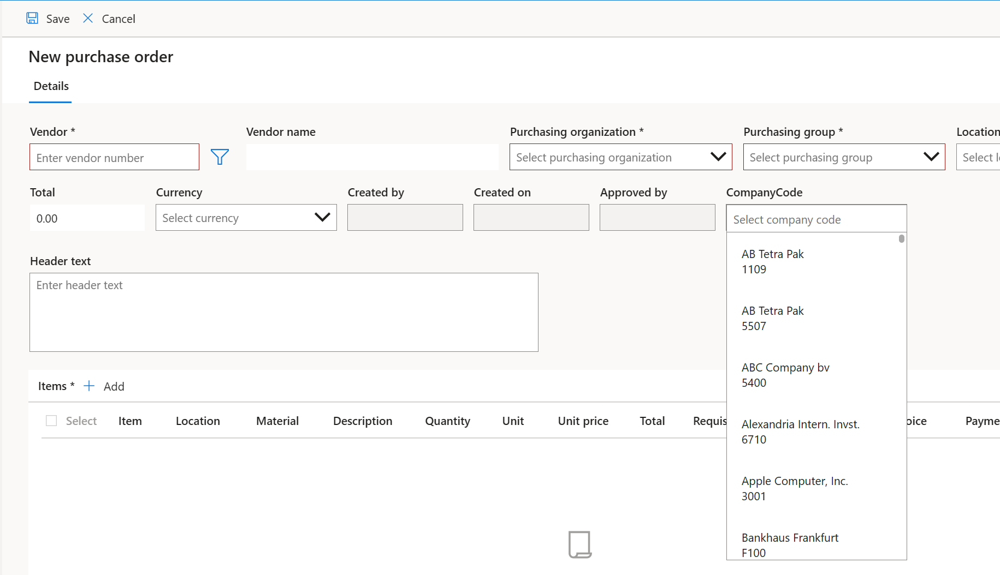 Save Cancel
New purchase order
Details
Vendor * Vendor name Purchasing organization * Purchasing group * Location
Enter vendor number Select purchasing organization Select purchasing group Select
Total Currency Created by Created on Approved by CompanyCode
0.00 Select currency Select company code
AB Tetra Pak
1109
AB Tetra Pak
5507
ABC Company bv
5400
Alexandria Intern. Invst.
6710
Apple Computer, Inc.
3001
Bankhaus Frankfurt
F100
Header text
Enter header text
Items * Add
Select Item Location Material Description Quantity Unit Unit price Total Requis oice Payme